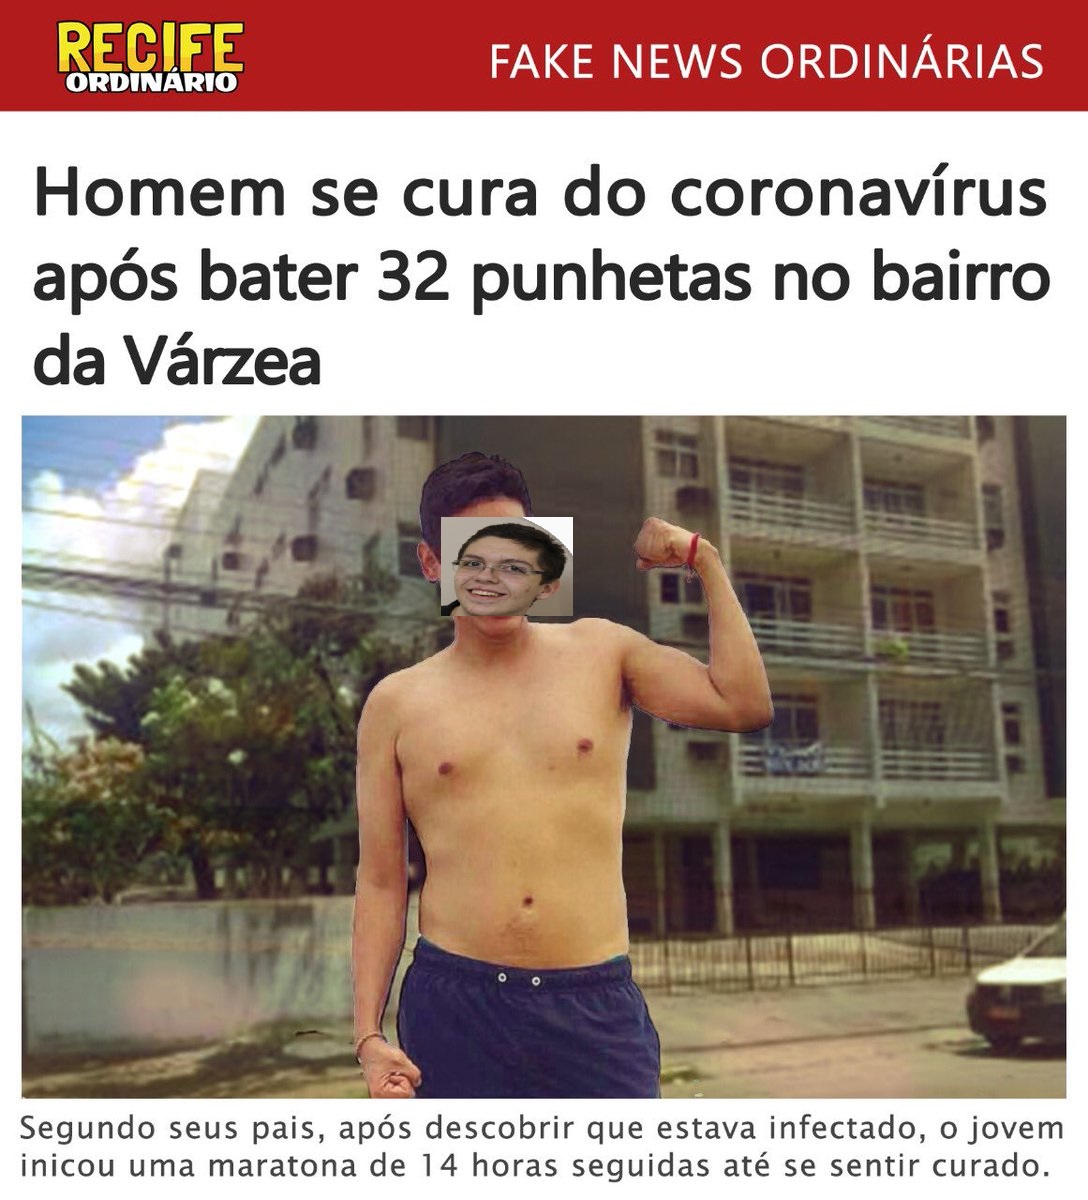 RECIFE
ORDINÁRIO
FAKE NEWS ORDINÁRIAS
Homem se cura do coronavírus
após bater 32 punhetas no bairro
da Várzea
Segundo seus pais, após descobrir que estava infectado, o jovem
inicou uma maratona de 14 horas seguidas até se sentir curado.